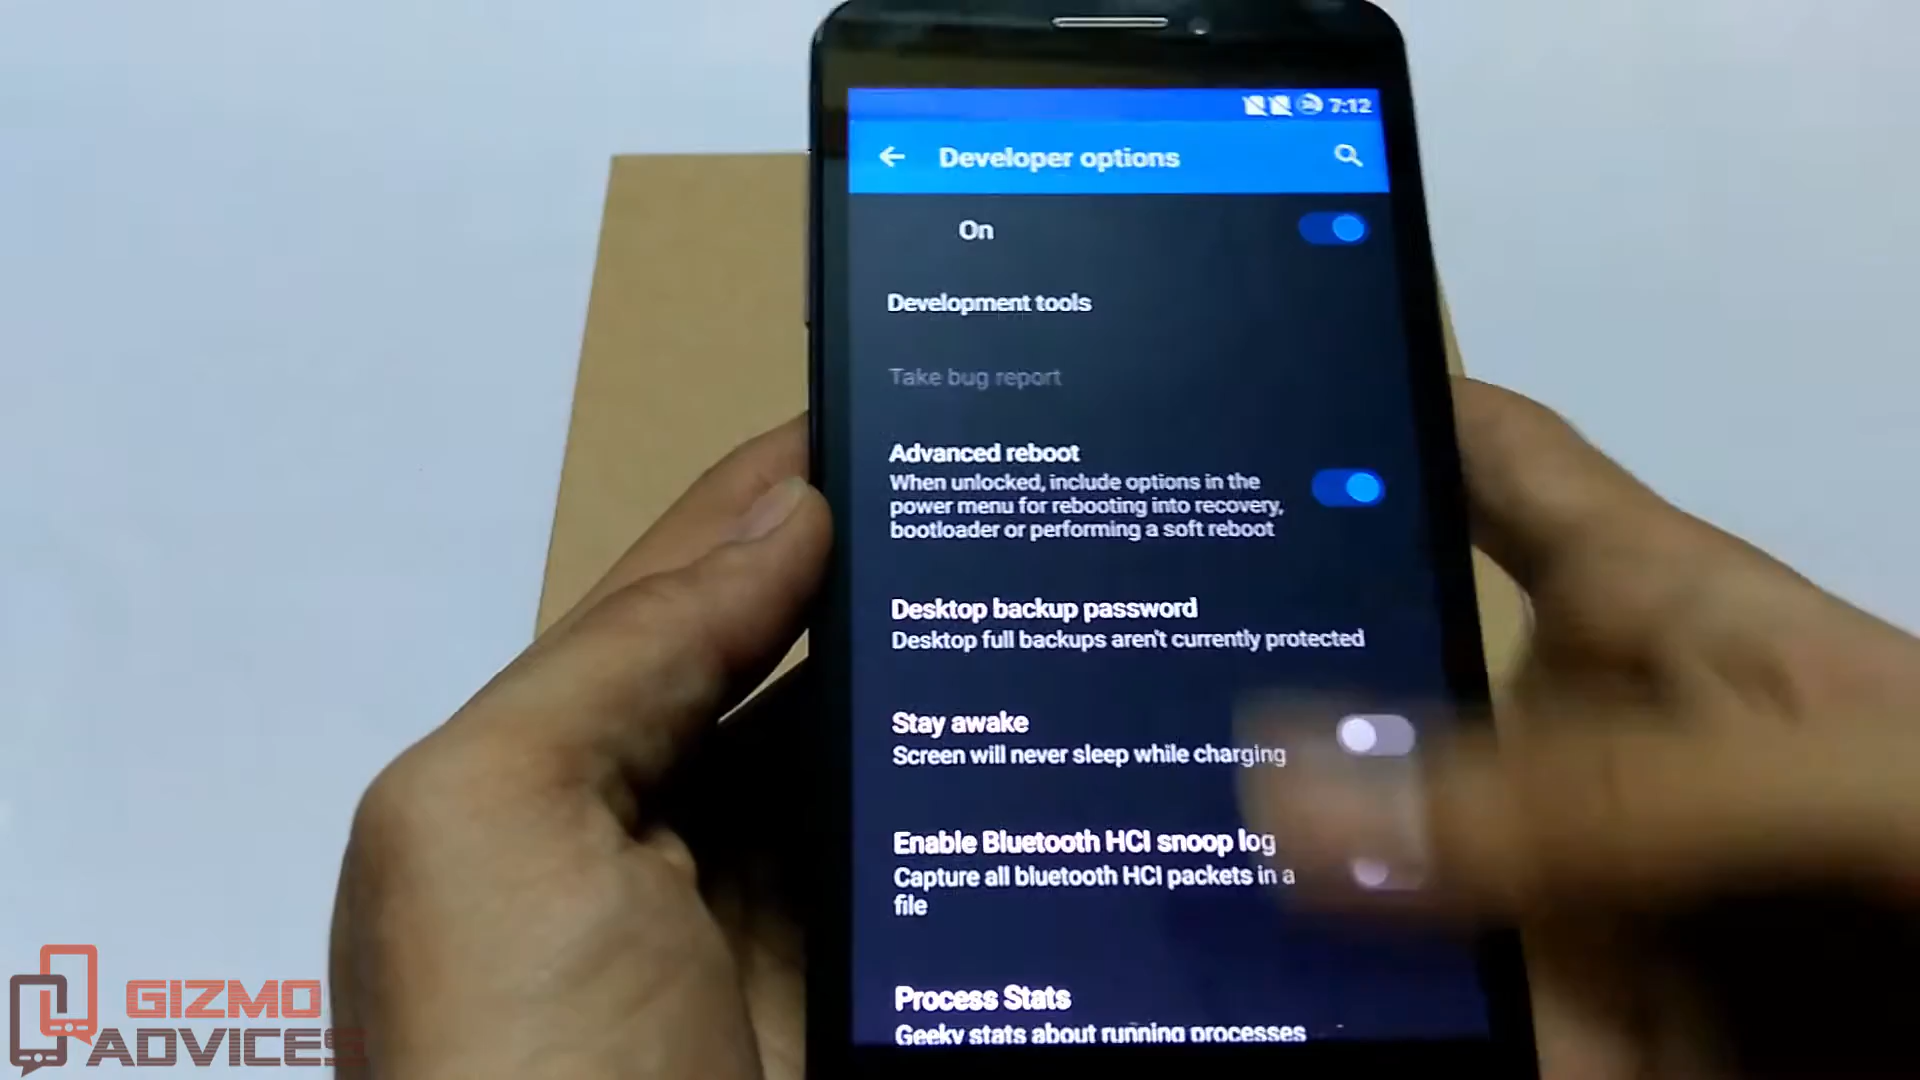 7:12
Developer options
On
Development tools
Take bug report
Advanced reboot
When unlocked, include options in the
power menu for rebooting into recovery,
bootloader or performing a soft reboot
Desktop backup password
Desktop full backups aren't currently protected
Stay awake
Screen will never sleep while charging
Enable Bluetooth HCI snoop log
Capture all bluetooth HCI packets in a
file
Process Stats
Geeky stats about running processes
GIZMO
ADVICES